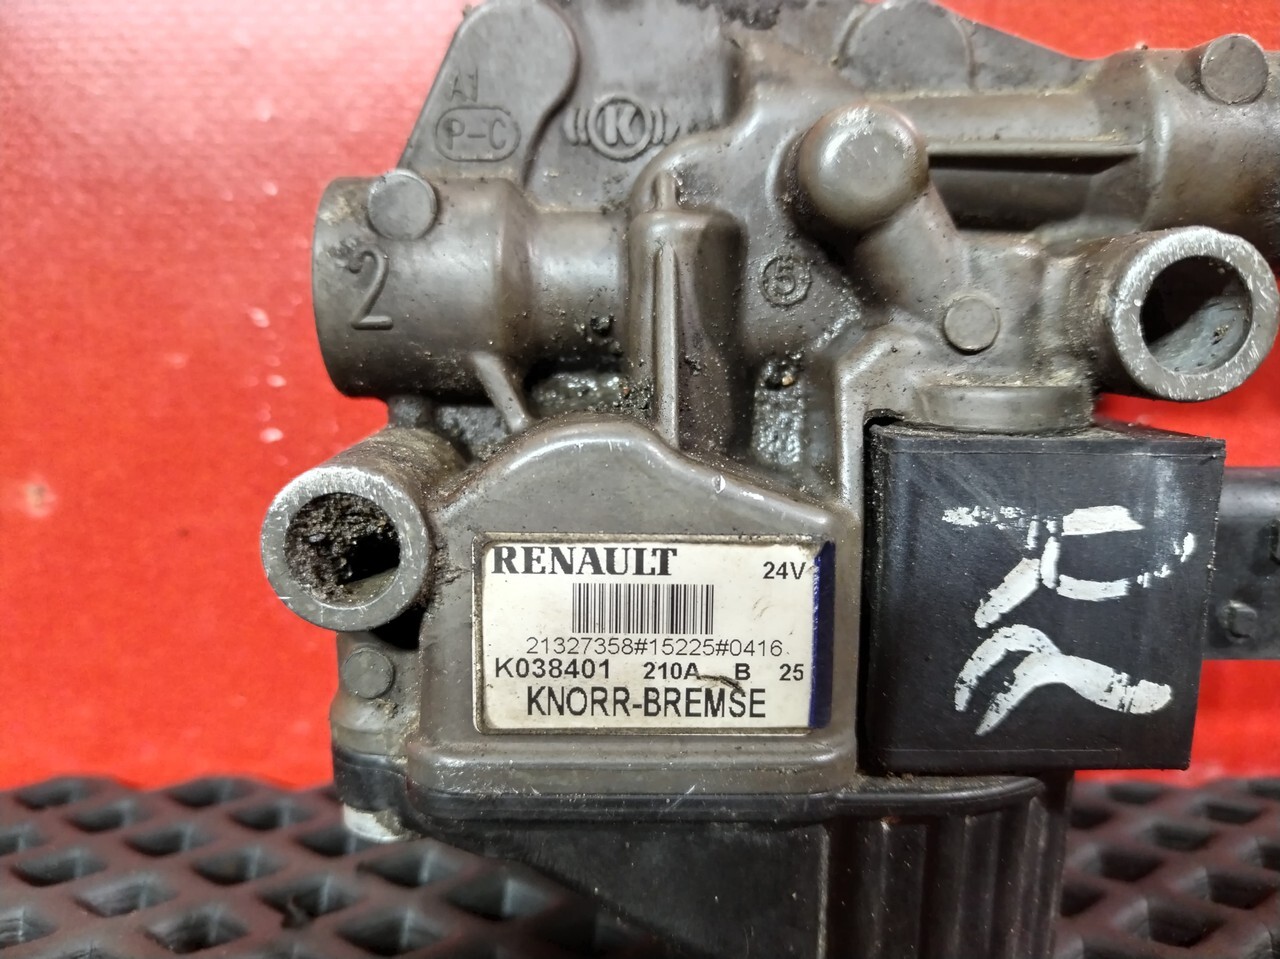 A1
P-C
K
2
5
RENAULT 24V
21327358#15225#0416
K038401 210A B 25
KNORR-BREMSE